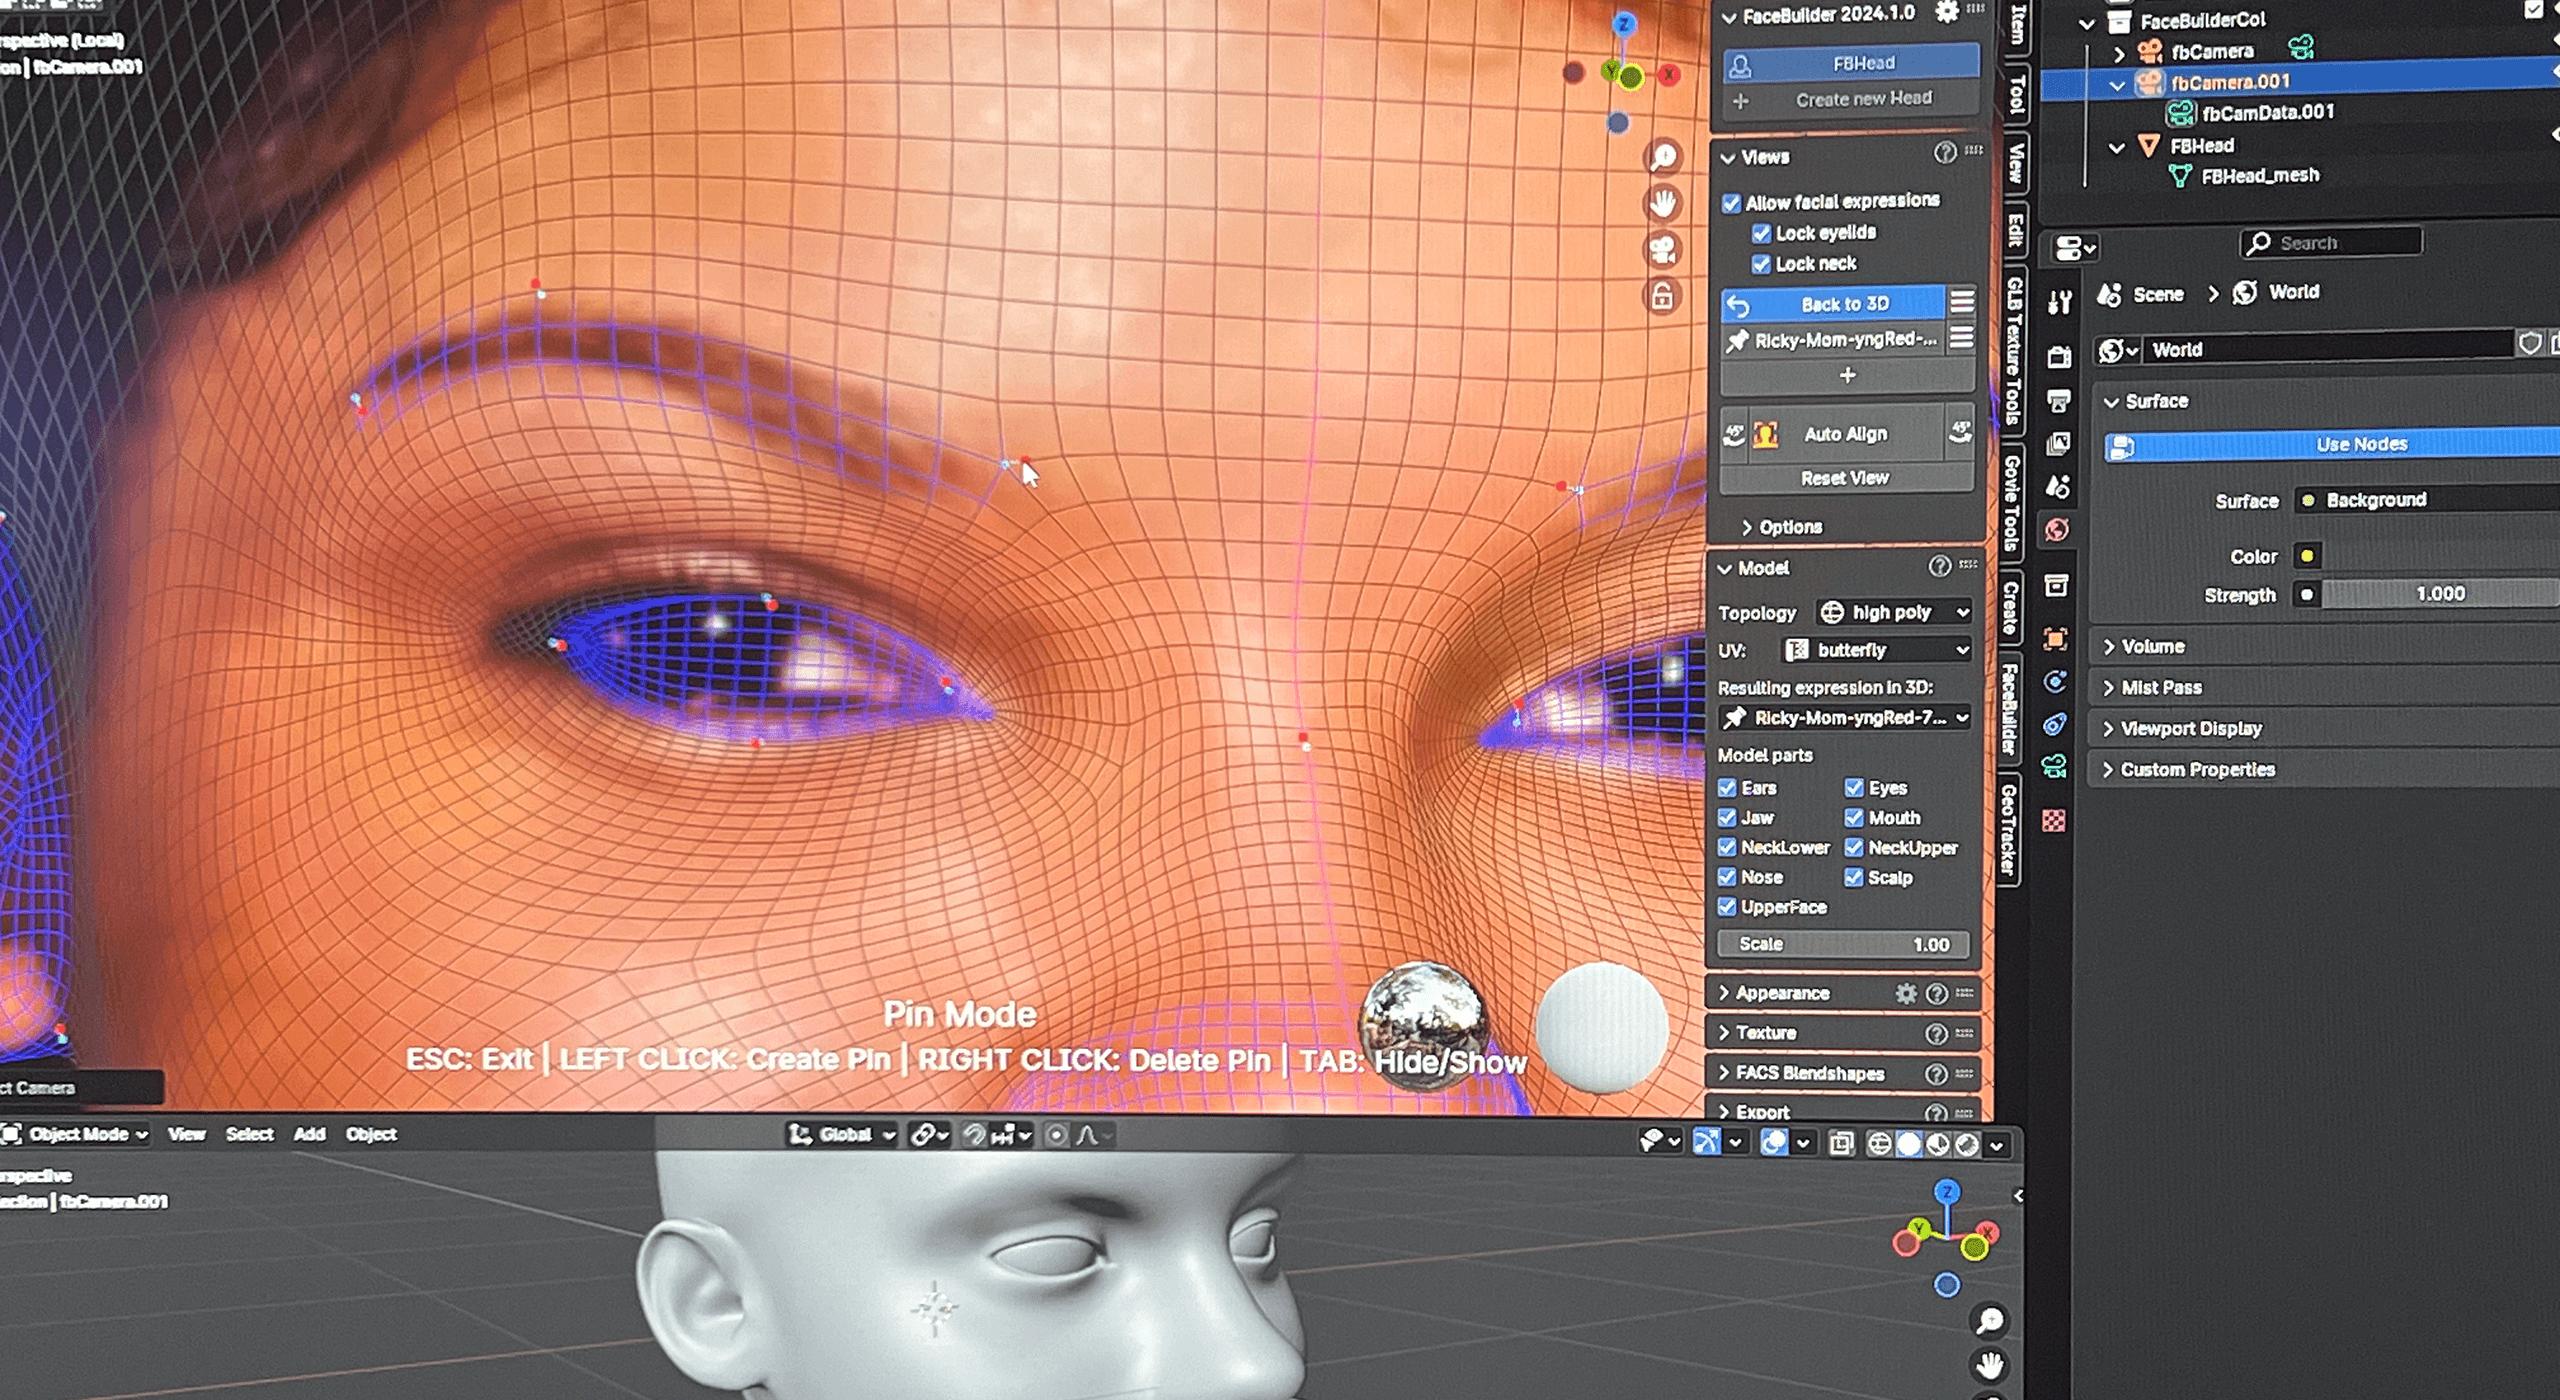 (Local)
fbCamera.001
FaceBuilder 2024.1.0
FBHead
Create new Head
Views
Allow facial expressions
Lock eyelids
Lock neck
Back to 3D
Ricky-Mom-yngRed-...
+
45°
Auto Align
45°
Reset View
Options
Model
Topology high poly
UV: butterfly
Resulting expression in 3D:
Ricky-Mom-yngRed-7...
Model parts
Ears Eyes
Jaw Mouth
NeckLower NeckUpper
Nose Scalp
UpperFace
Scale 1.00
Appearance
Texture
FACS Blendshapes
Export
Z
Y X
Pin Mode
ESC: Exit | LEFT CLICK: Create Pin | RIGHT CLICK: Delete Pin | TAB: Hide/Show
ct Camera
Item
Tool
View
Edit
GLB Texture Tools
Govie Tools
Create
FaceBuilder
GeoTracker
FaceBuilderCol
fbCamera
fbCamera.001
fbCamData.001
FBHead
FBHead_mesh
Search
Scene > World
World
Surface
Use Nodes
Surface Background
Color
Strength 1.000
Volume
Mist Pass
Viewport Display
Custom Properties
Object Mode View Select Add Object Global
fbCamera.001
Z
Y X